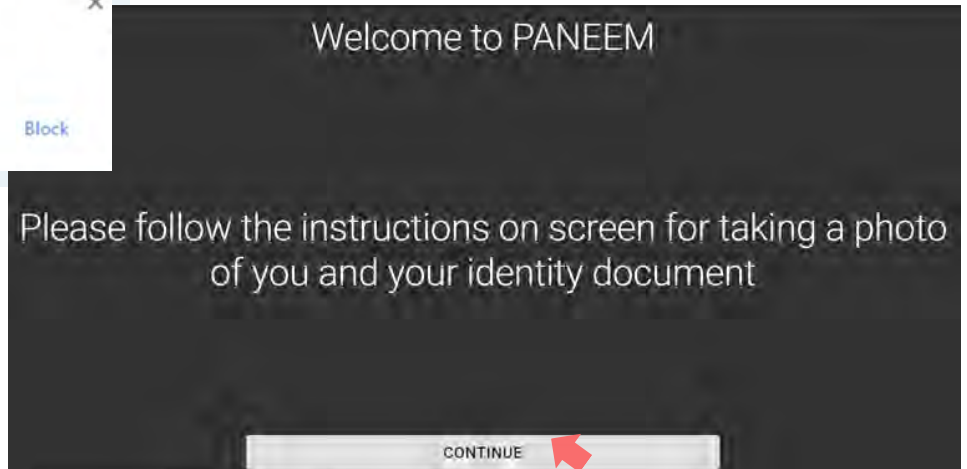 Welcome to PANEEM
Block
Please follow the instructions on screen for taking a photo
of you and your identity document
CONTINUE